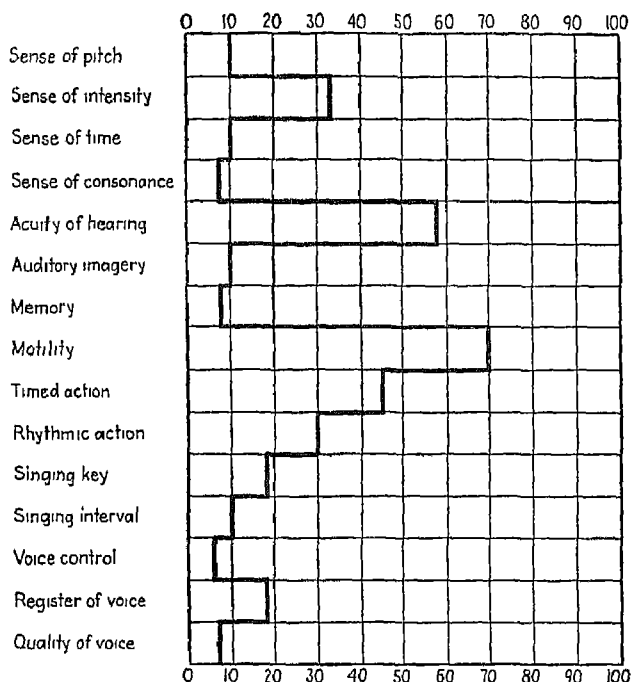 0 10 20 30 40 50 60 70 80 90 100
Sense of pitch
Sense of intensity
Sense of time
Sense of consonance
Acuity of hearing
Auditory imagery
Memory
Motility
Timed action
Rhythmic action
Singing key
Singing interval
Voice control
Register of voice
Quality of voice
0 10 20 30 40 50 60 70 80 90 100